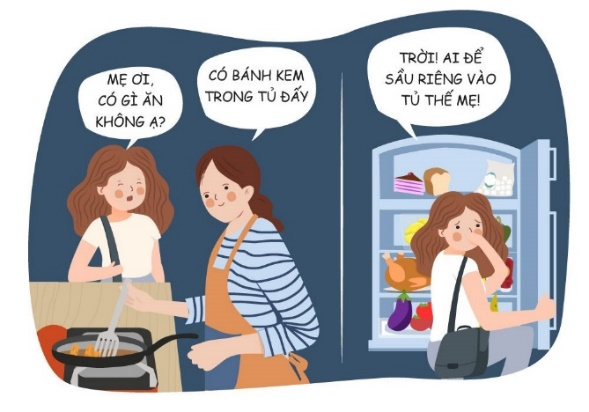 MẸ ƠI,
CÓ GÌ ĂN
KHÔNG Ạ?
CÓ BÁNH KEM
TRONG TỦ ĐẤY
TRỜI! AI ĐỂ
SẦU RIÊNG VÀO
TỦ THẾ MẸ!